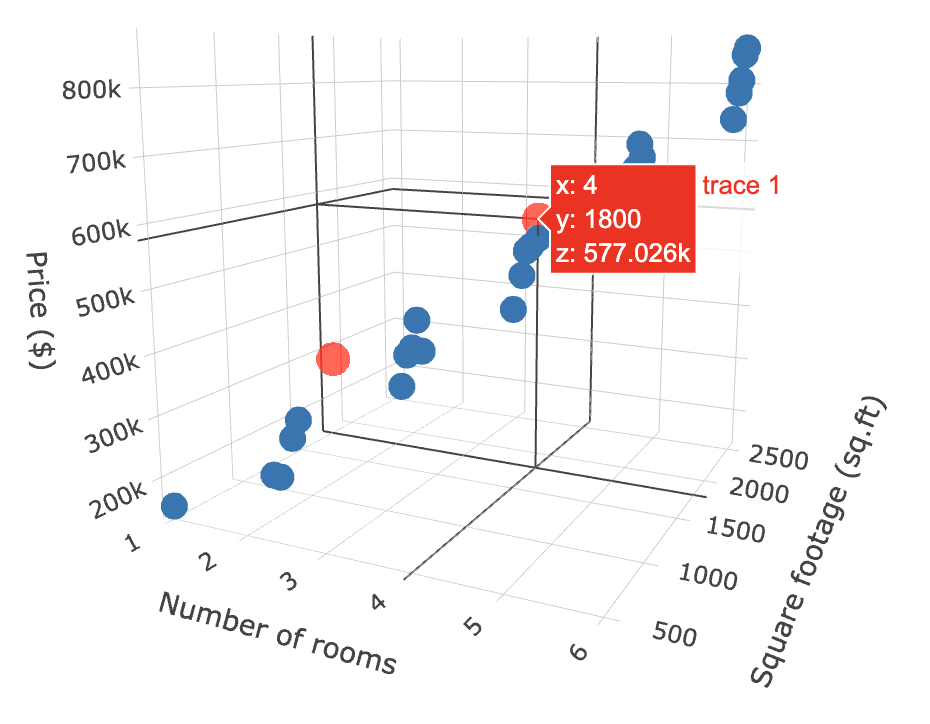 800k
700k
600k
500k
400k
300k
200k
Price ($)
x: 4
y: 1800
z: 577.026k
trace 1
1
2
3
4
5
6
Number of rooms
2500
2000
1500
1000
500
Square footage (sq.ft)